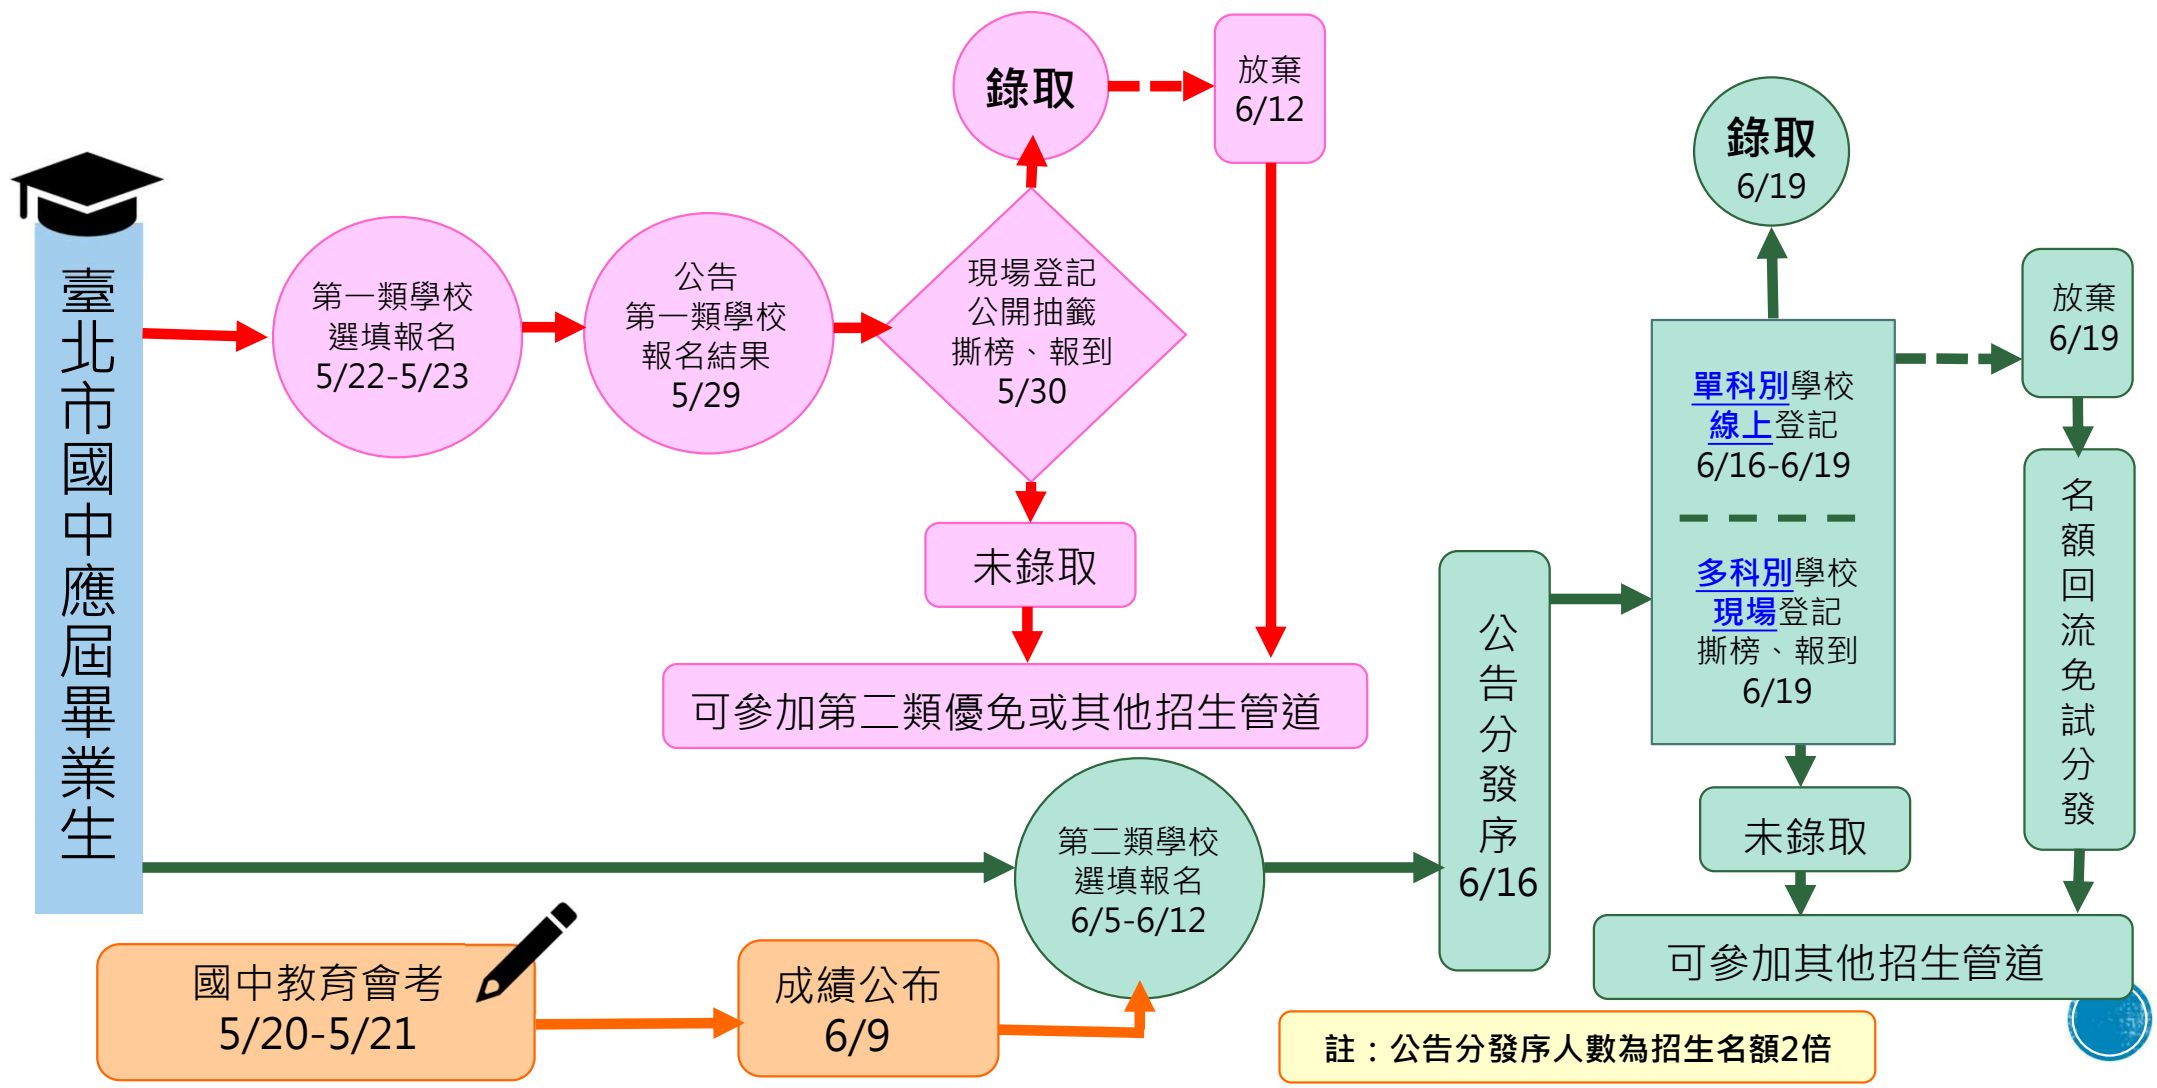 臺北市國中應屆畢業生
第一類學校
選填報名
5/22-5/23
公告
第一類學校
報名結果
5/29
現場登記
公開抽籤
撕榜、報到
5/30
錄取
放棄
6/12
未錄取
可參加第二類優免或其他招生管道
國中教育會考
5/20-5/21
成績公布
6/9
第二類學校
選填報名
6/5-6/12
公告分發序
6/16
單科別學校
線上登記
6/16-6/19
多科別學校
現場登記
撕榜、報到
6/19
錄取
6/19
放棄
6/19
名額回流免試分發
未錄取
可參加其他招生管道
註：公告分發序人數為招生名額2倍